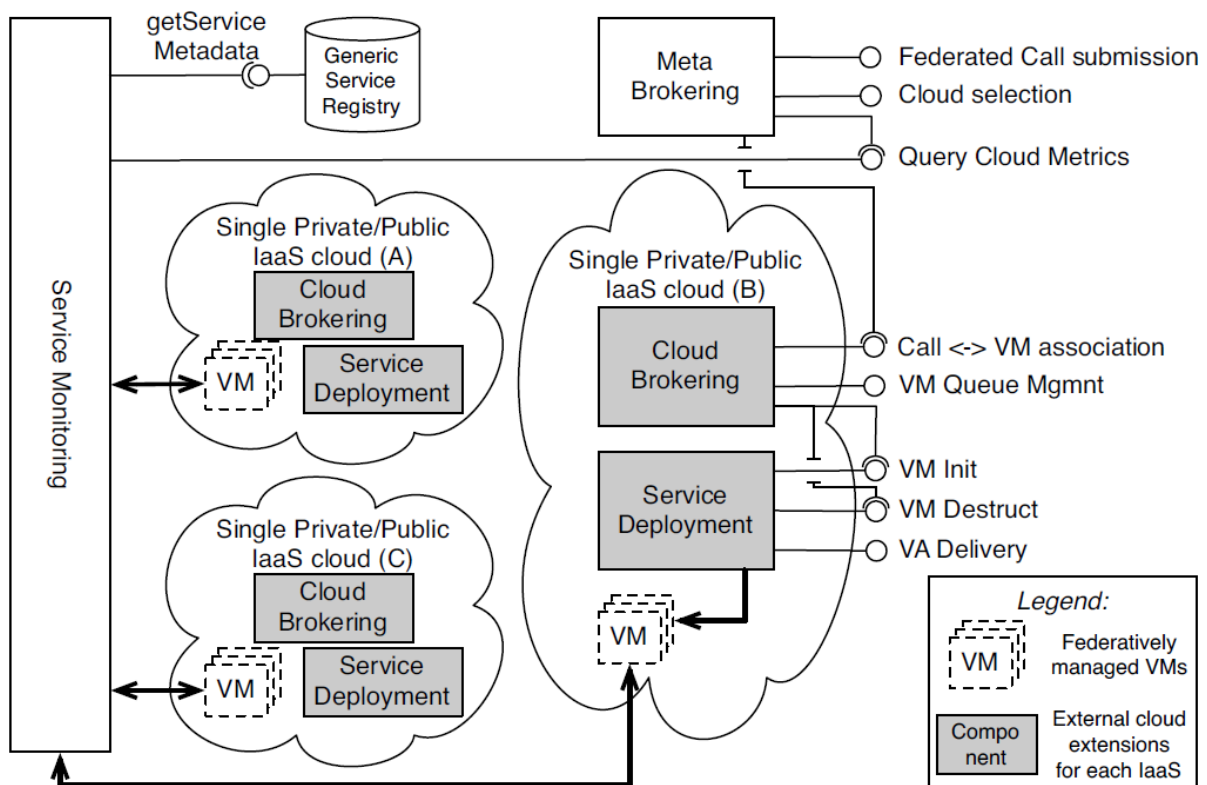 getService
Metadata
Generic
Service
Registry
Meta
Brokering
Federated Call submission
Cloud selection
Query Cloud Metrics
Service Monitoring
Single Private/Public
IaaS cloud (A)
Cloud
Brokering
VM
Service
Deployment
Single Private/Public
IaaS cloud (B)
Cloud
Brokering
Call <-> VM association
VM Queue Mgmnt
Service
Deployment
VM Init
VM Destruct
VA Delivery
VM
Single Private/Public
IaaS cloud (C)
Cloud
Brokering
VM
Service
Deployment
Legend:
VM
Federatively
managed VMs
Compo
nent
External cloud
extensions
for each IaaS